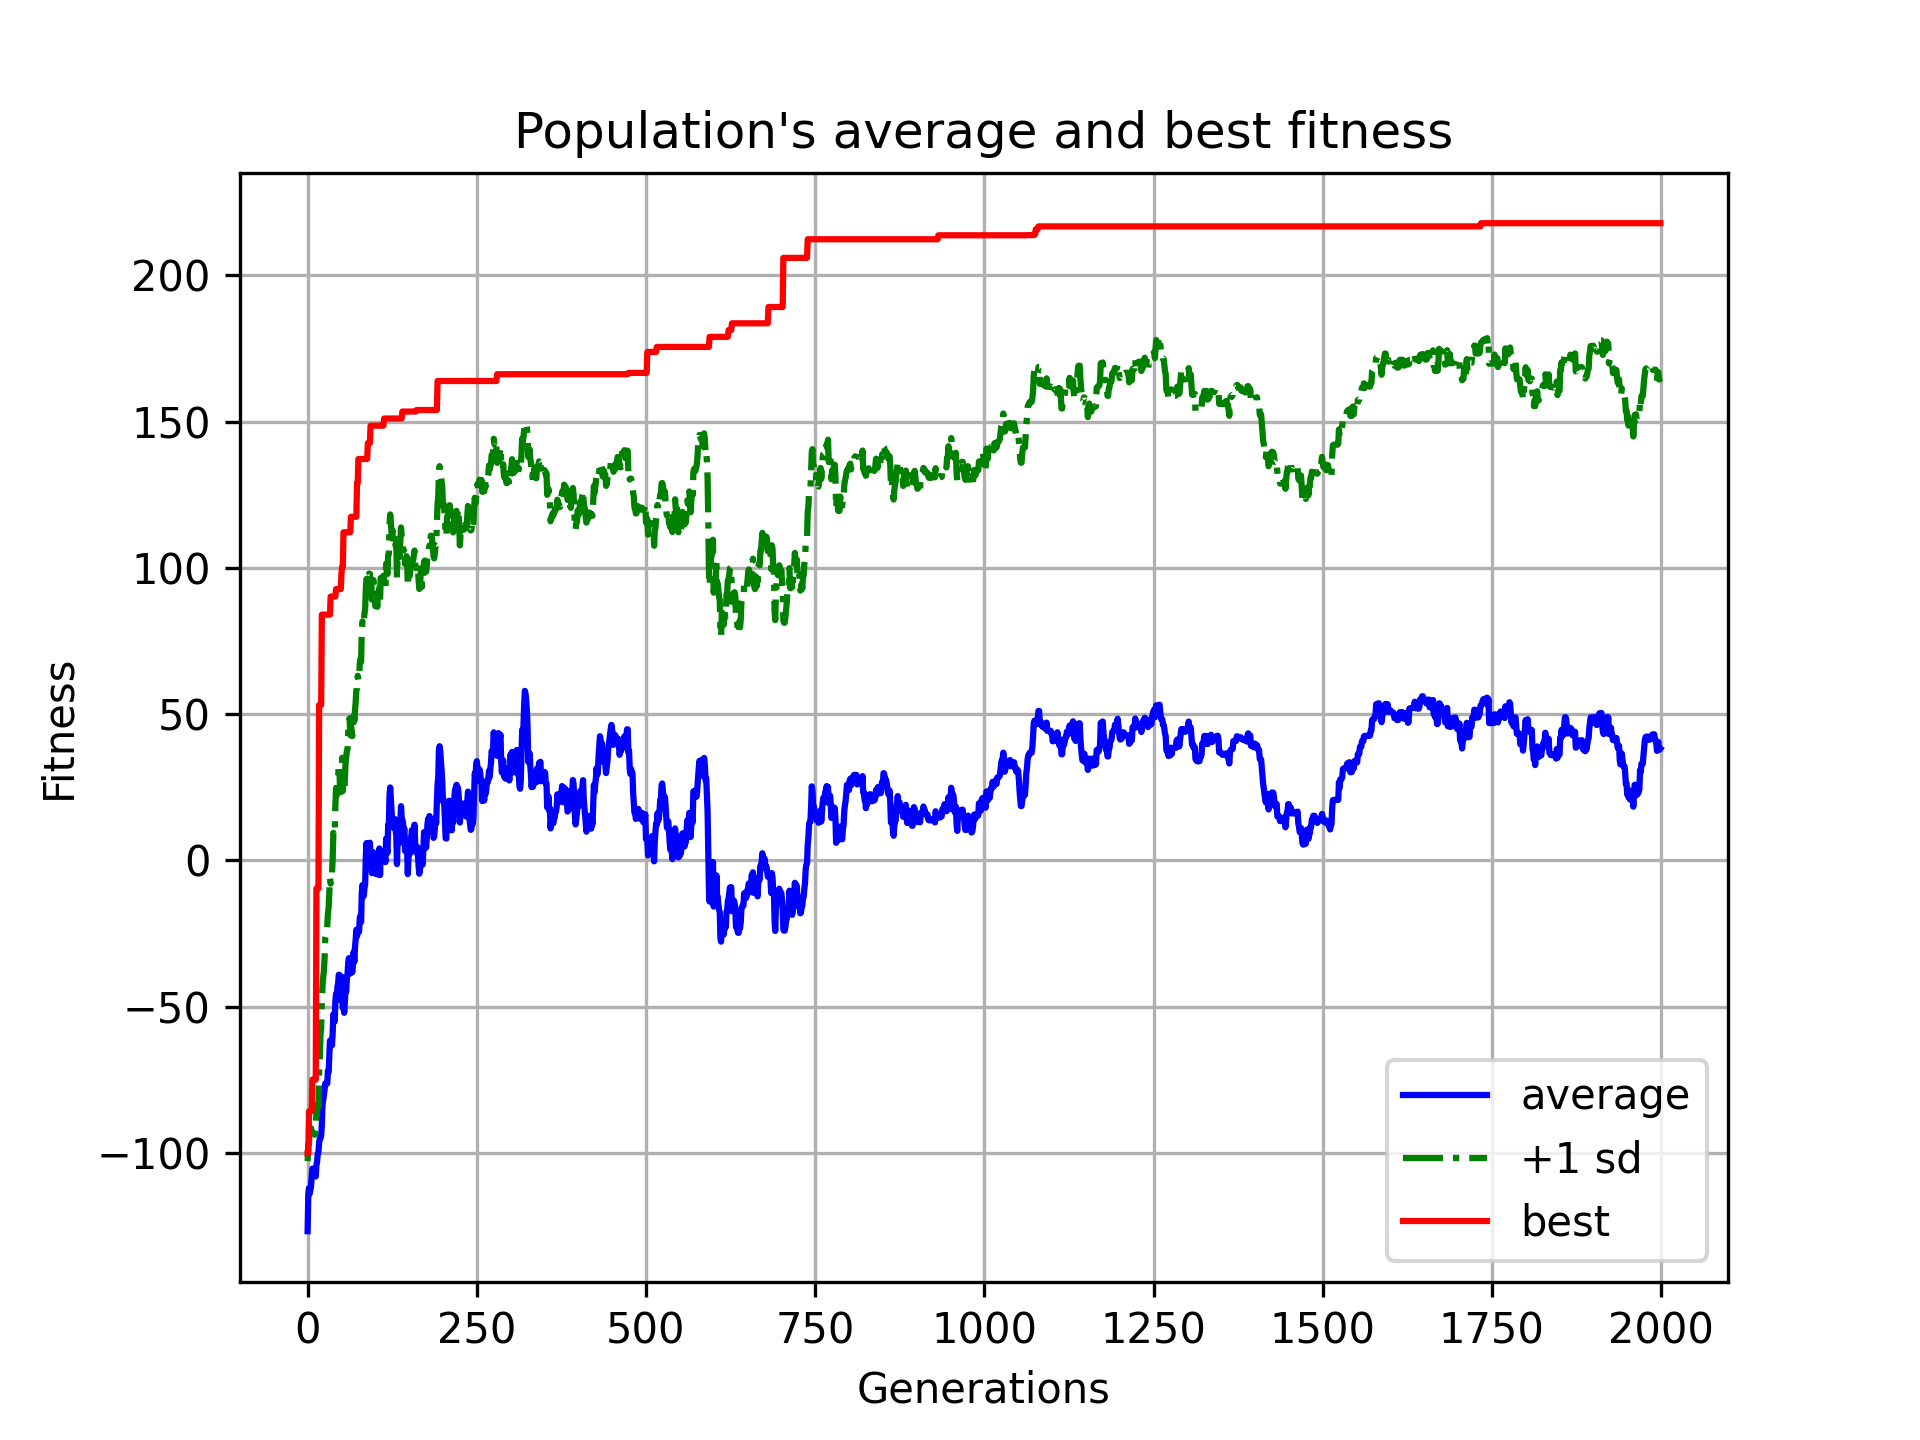 Population's average and best fitness
Fitness
200
150
100
50
0
−50
−100
0 250 500 750 1000 1250 1500 1750 2000
Generations
average
+1 sd
best